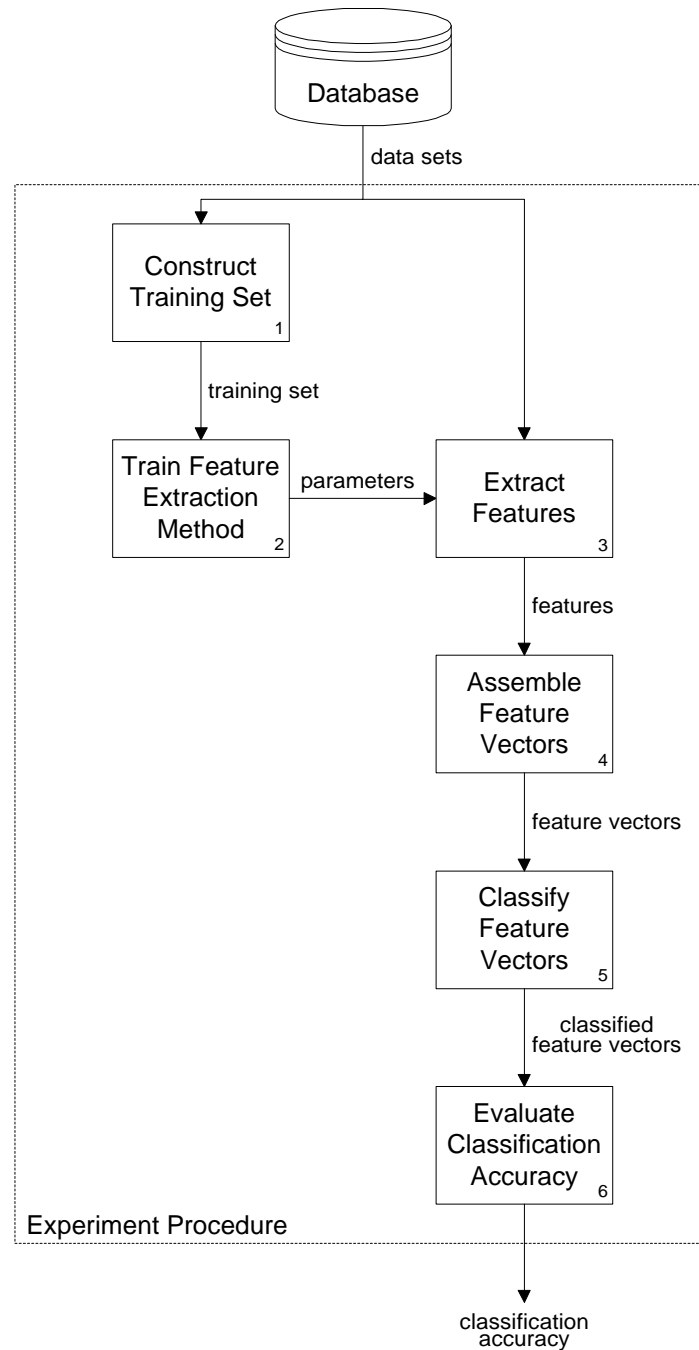 Database
data sets
Construct
Training Set
1
training set
Train Feature
Extraction
Method
2
parameters
Extract
Features
3
features
Assemble
Feature
Vectors
4
feature vectors
Classify
Feature
Vectors
5
classified
feature vectors
Evaluate
Classification
Accuracy
6
Experiment Procedure
classification
accuracy